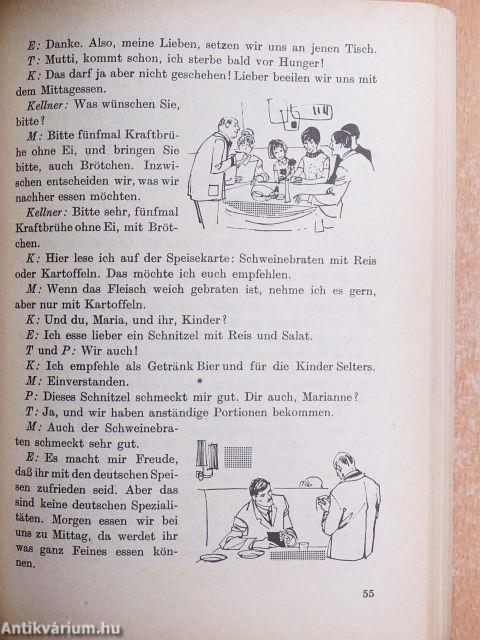 E: Danke. Also, meine Lieben, setzen wir uns an jenen Tisch.
T: Mutti, kommt schon, ich sterbe bald vor Hunger!
K: Das darf ja aber nicht geschehen! Lieber beeilen wir uns mit
dem Mittagessen.
Kellner: Was wünschen Sie,
bitte?
M: Bitte fünfmal Kraftbrü-
he ohne Ei, und bringen Sie
bitte, auch Brötchen. Inzwi-
schen entscheiden wir, was wir
nachher essen möchten.
Kellner: Bitte sehr, fünfmal
Kraftbrühe ohne Ei, mit Bröt-
chen.
K: Hier lese ich auf der Speisekarte: Schweinebraten mit Reis
oder Kartoffeln. Das möchte ich euch empfehlen.
M: Wenn das Fleisch weich gebraten ist, nehme ich es gern,
aber nur mit Kartoffeln.
K: Und du, Maria, und ihr, Kinder?
E: Ich esse lieber ein Schnitzel mit Reis und Salat.
T und P: Wir auch!
K: Ich empfehle als Getränk Bier und für die Kinder Selters.
M: Einverstanden. *
P: Dieses Schnitzel schmeckt mir gut. Dir auch, Marianne?
T: Ja, und wir haben anständige Portionen bekommen.
M: Auch der Schweinebra-
ten schmeckt sehr gut.
E: Es macht mir Freude,
daß ihr mit den deutschen Spei-
sen zufrieden seid. Aber das
sind keine deutschen Speziali-
täten. Morgen essen wir bei
uns zu Mittag, da werdet ihr
was ganz Feines essen kön-
nen.
55
Antikvárium.hu